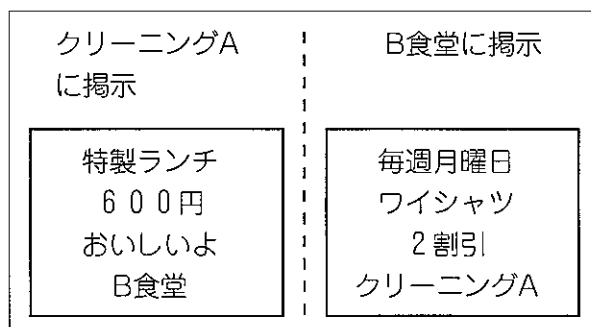 クリーニングA
に掲示
特製ランチ
600円
おいしいよ
B食堂
B食堂に掲示
毎週月曜日
ワイシャツ
2割引
クリーニングA